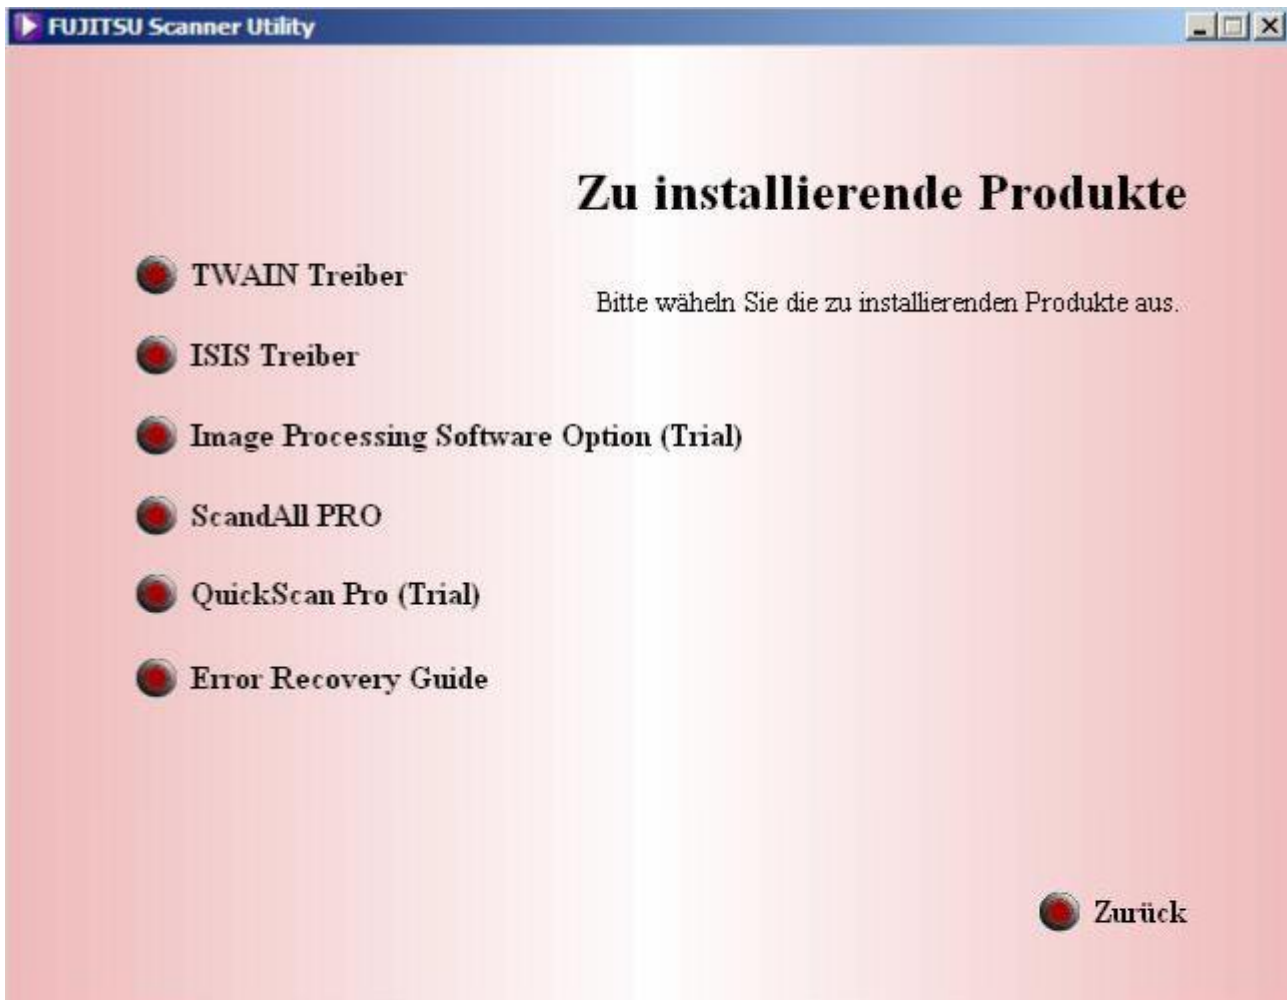 FUJITSU Scanner Utility
Zu installierende Produkte
Bitte wäheln Sie die zu installierenden Produkte aus.
TWAIN Treiber
ISIS Treiber
Image Processing Software Option (Trial)
ScandAll PRO
QuickScan Pro (Trial)
Error Recovery Guide
Zurück